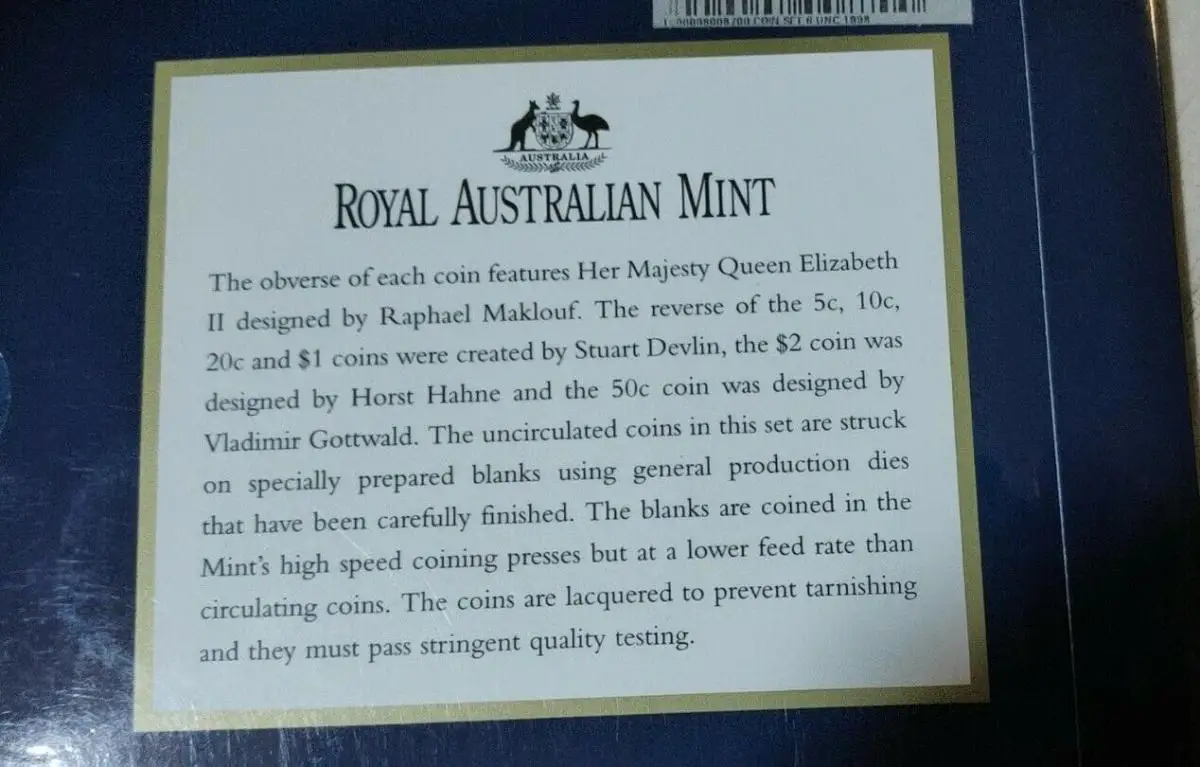 COIN SET 6 UNC 1998
AUSTRALIA
ROYAL AUSTRALIAN MINT
The obverse of each coin features Her Majesty Queen Elizabeth
II designed by Raphael Maklouf. The reverse of the 5c, 10c,
20c and $1 coins were created by Stuart Devlin, the $2 coin was
designed by Horst Hahne and the 50c coin was designed by
Vladimir Gottwald. The uncirculated coins in this set are struck
on specially prepared blanks using general production dies
that have been carefully finished. The blanks are coined in the
Mint's high speed coining presses but at a lower feed rate than
circulating coins. The coins are lacquered to prevent tarnishing
and they must pass stringent quality testing.